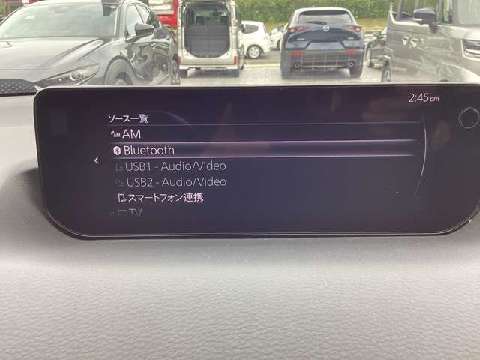 2:45pm
ソース一覧
AM
Bluetooth
USB1 - Audio/Video
USB2 - Audio/Video
スマートフォン連携
TV